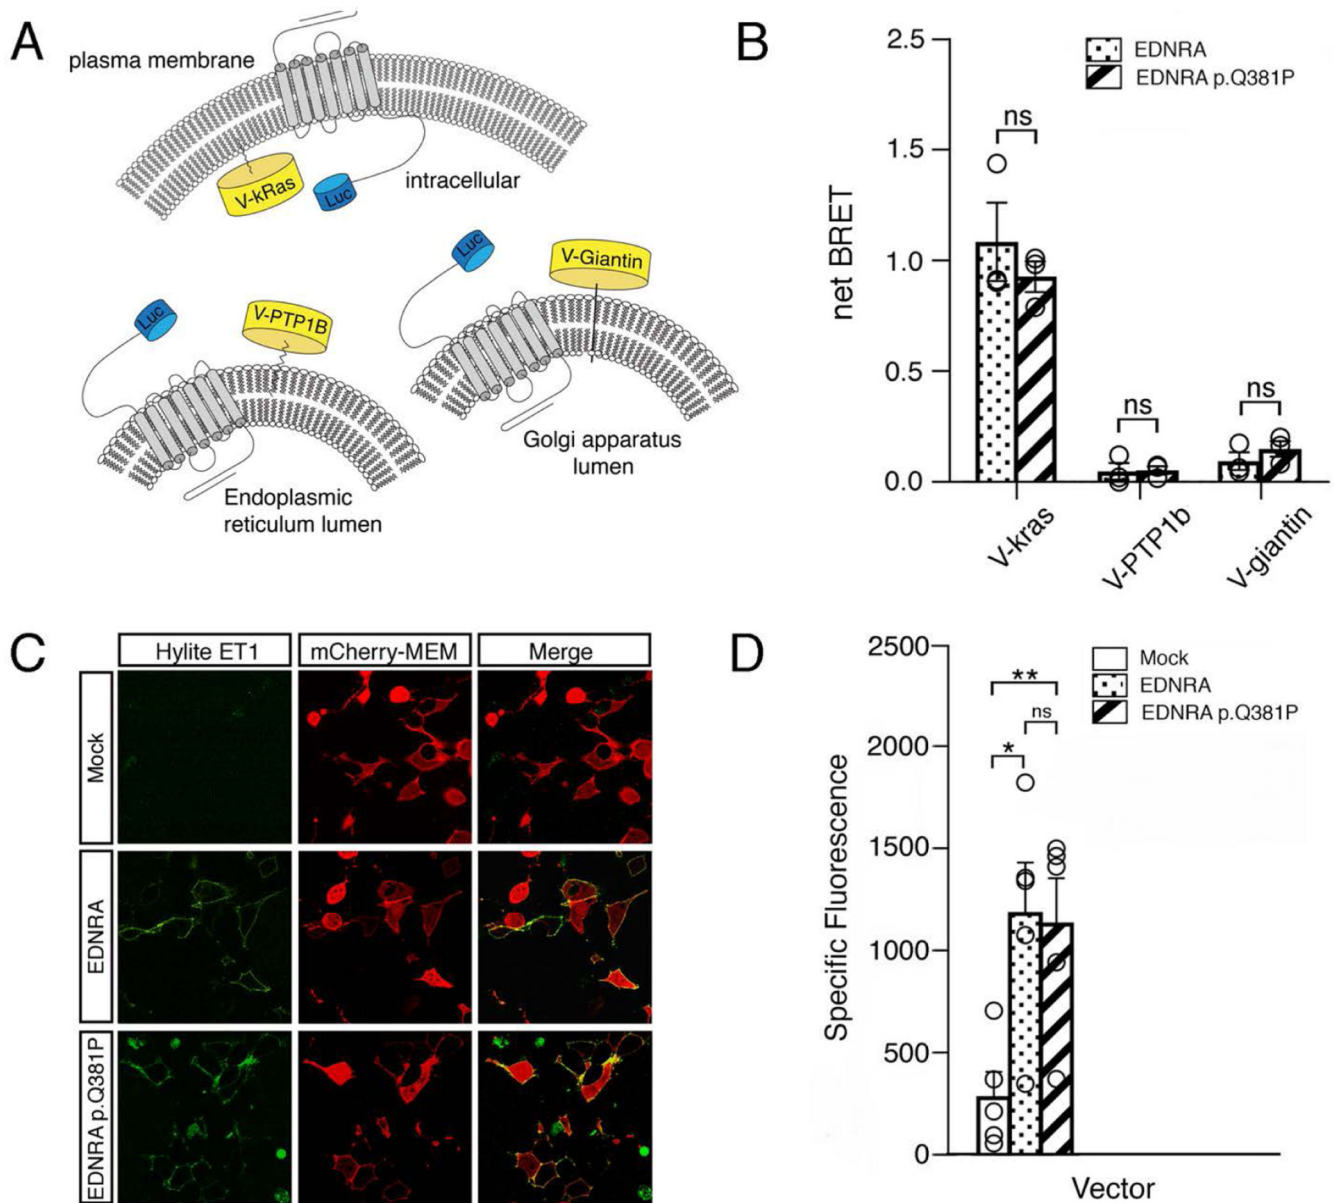 A
plasma membrane
V-kRas
Luc
intracellular
Luc
V-Giantin
Luc
V-PTP1B
Golgi apparatus
lumen
Endoplasmic
reticulum lumen
B
EDNRA
EDNRA p.Q381P
net BRET
2.5
1.5
1.0
0.5
0.0
ns
ns
ns
V-kras
V-PTP1b
V-giantin
C
Hylite ET1
mCherry-MEM
Merge
Mock
EDNRA
EDNRA p.Q381P
D
Mock
EDNRA
EDNRA p.Q381P
Specific Fluorescence
2500
2000
1500
1000
500
0
**
ns
*
Vector